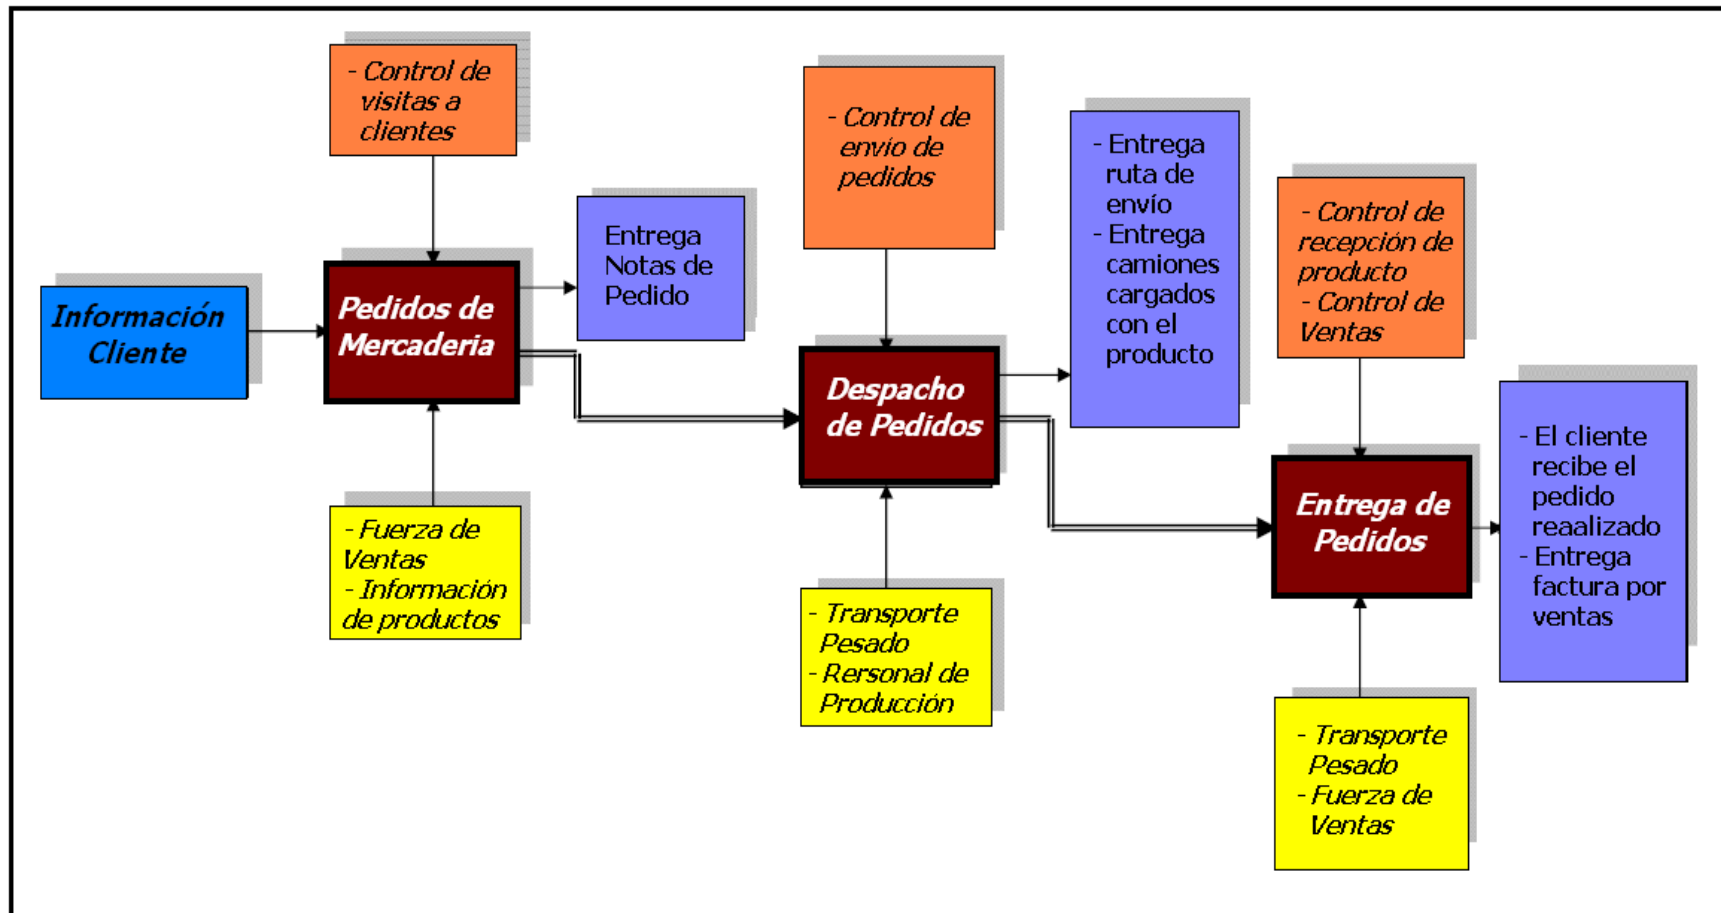 - Control de
visitas a
clientes
Información
Cliente
Pedidos de
Mercaderia
Entrega
Notas de
Pedido
- Fuerza de
Ventas
- Información
de productos
- Control de
envío de
pedidos
Despacho
de Pedidos
- Entrega
ruta de
envío
- Entrega
camiones
cargados
con el
producto
- Transporte
Pesado
- Rersonal de
Producción
- Control de
recepción de
producto
- Control de
Ventas
Entrega de
Pedidos
- El cliente
recibe el
pedido
reaalizado
- Entrega
factura por
ventas
- Transporte
Pesado
- Fuerza de
Ventas